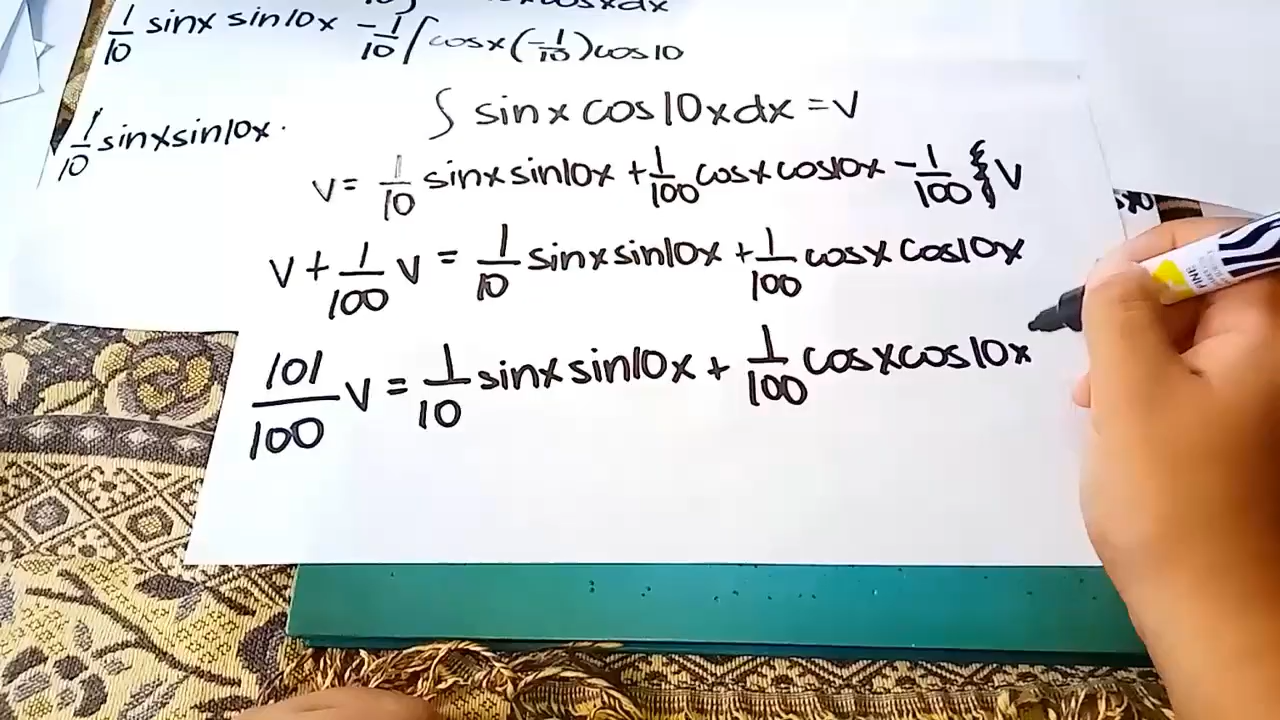 1/10 sinx sin10x -1/10 ∫ cosx(-1/10)cos10
1/10 sinxsin10x.
∫ sinx cos10xdx = V
V = 1/10 sinxsin10x + 1/100 cosx cos10x - 1/100 V
V + 1/100 V = 1/10 sinxsin10x + 1/100 cosx cos10x
101/100 V = 1/10 sinxsin10x + 1/100 cosxcos10x
FINE